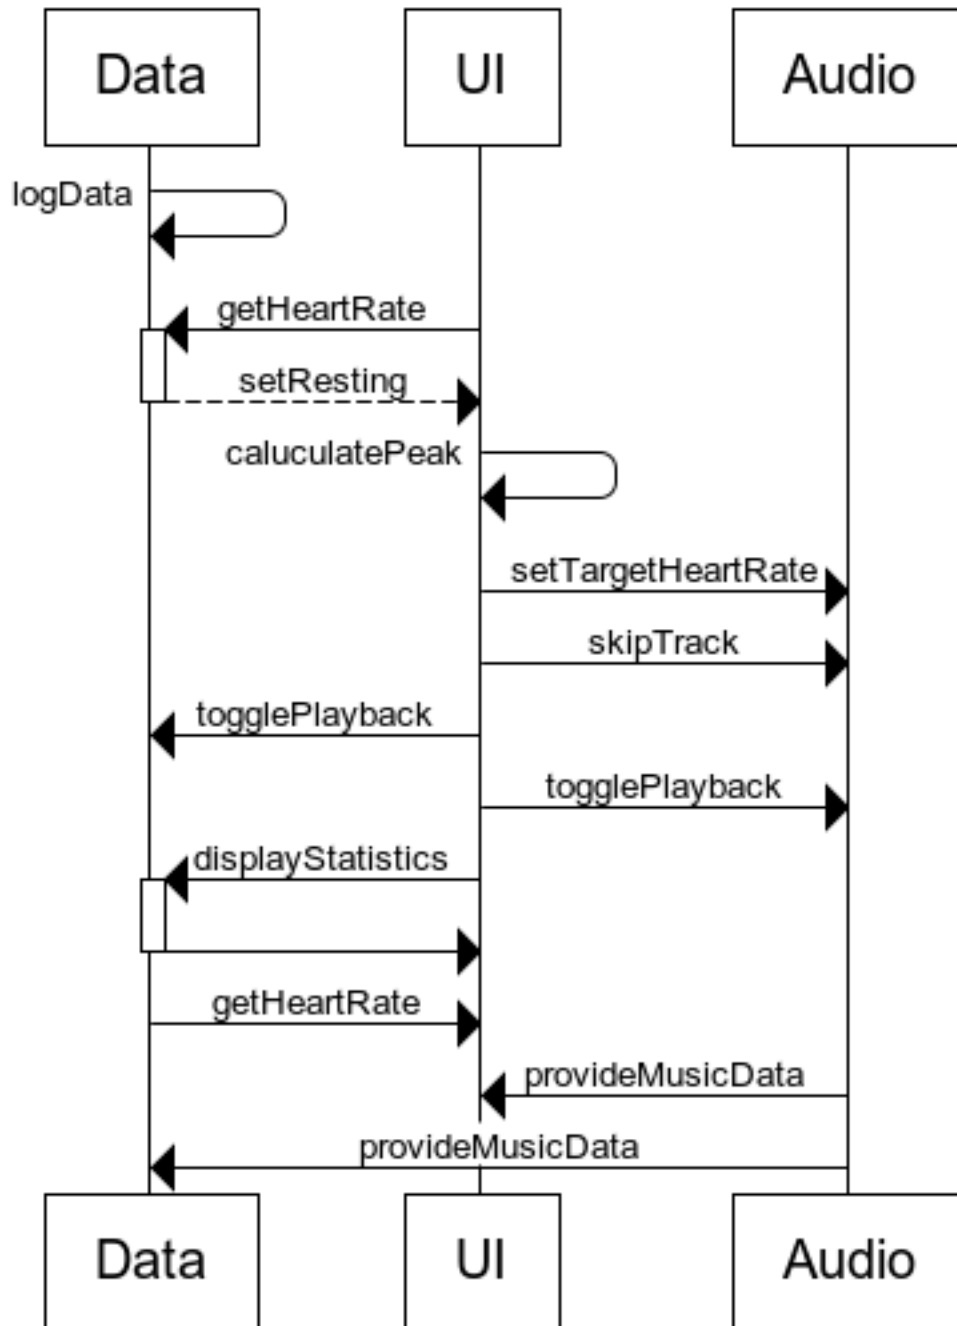 Data
UI
Audio
logData
getHeartRate
setResting
caluculatePeak
setTargetHeartRate
skipTrack
togglePlayback
togglePlayback
displayStatistics
getHeartRate
provideMusicData
provideMusicData
Data
UI
Audio